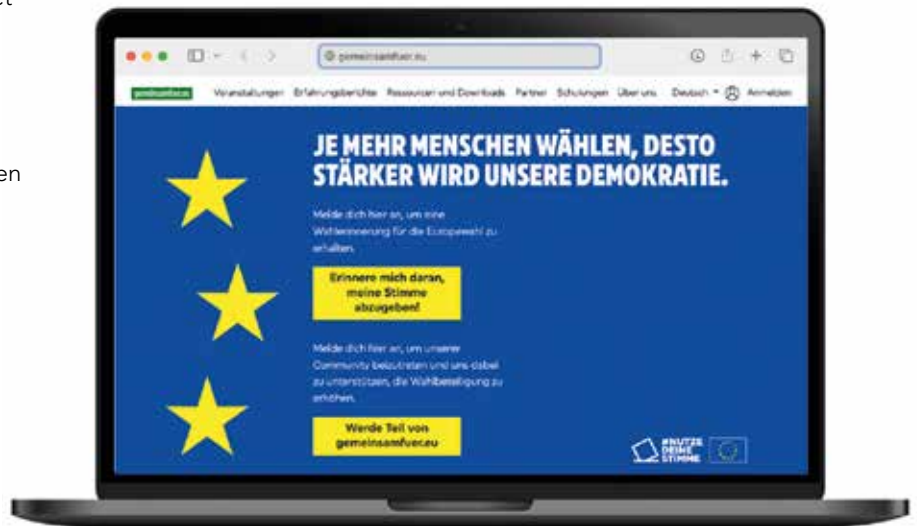 en
gemeinsamfuer.eu
gemeinsamfuer.eu Veranstaltungen Erfahrungsberichte Ressourcen und Downloads Partner Schulungen Über uns Deutsch Anmelden
JE MEHR MENSCHEN WÄHLEN, DESTO
STÄRKER WIRD UNSERE DEMOKRATIE.
Melde dich hier an, um eine
Wahlerinnerung für die Europawahl zu
erhalten.
Erinnere mich daran,
meine Stimme
abzugeben!
Melde dich hier an, um unserer
Community beizutreten und uns dabei
zu unterstützen, die Wahlbeteiligung zu
erhöhen.
Werde Teil von
gemeinsamfuer.eu
#NUTZE
DEINE
STIMME